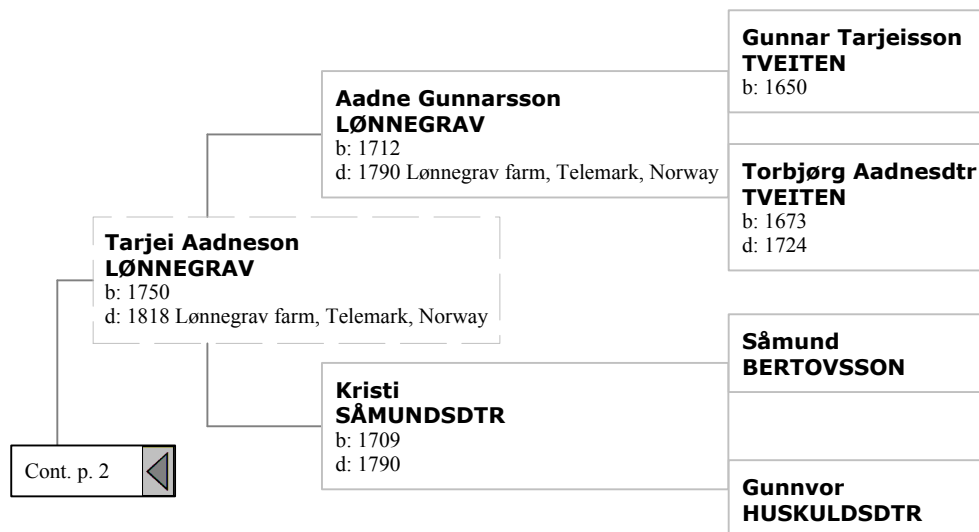 Gunnar Tarjeisson
TVEITEN
b: 1650
Aadne Gunnarsson
LØNNEGRAV
b: 1712
d: 1790 Lønnegrav farm, Telemark, Norway
Torbjørg Aadnesdtr
TVEITEN
b: 1673
d: 1724
Tarjei Aadneson
LØNNEGRAV
b: 1750
d: 1818 Lønnegrav farm, Telemark, Norway
Såmund
BERTOVSSON
Kristi
SÅMUNDSDTR
b: 1709
d: 1790
Gunnvor
HUSKULDSDTR
Cont. p. 2